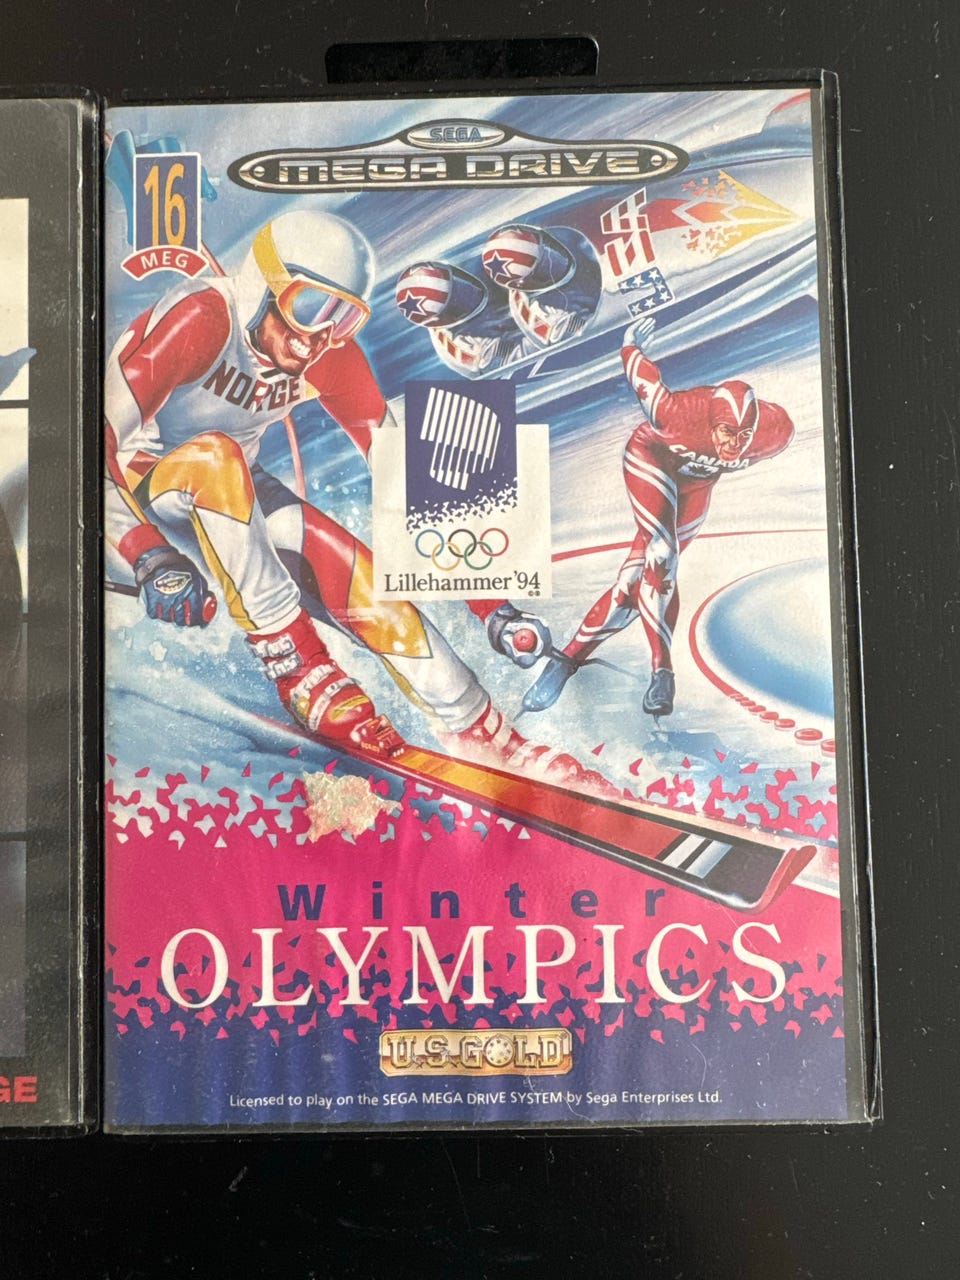 SEGA
MEGA DRIVE
16
MEG
NORGE
US
CANADA
Lillehammer '94
©®
Winter
OLYMPICS
U.S. GOLD
Licensed to play on the SEGA MEGA DRIVE SYSTEM by Sega Enterprises Ltd.
GE